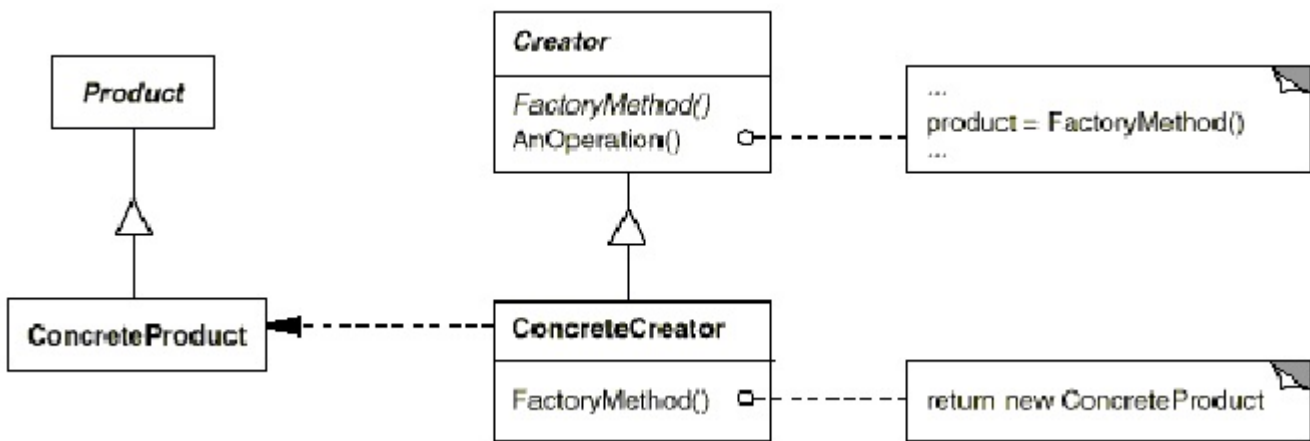 Product
ConcreteProduct
Creator
FactoryMethod()
AnOperation()
...
product = FactoryMethod()
...
ConcreteCreator
FactoryMethod()
return new ConcreteProduct